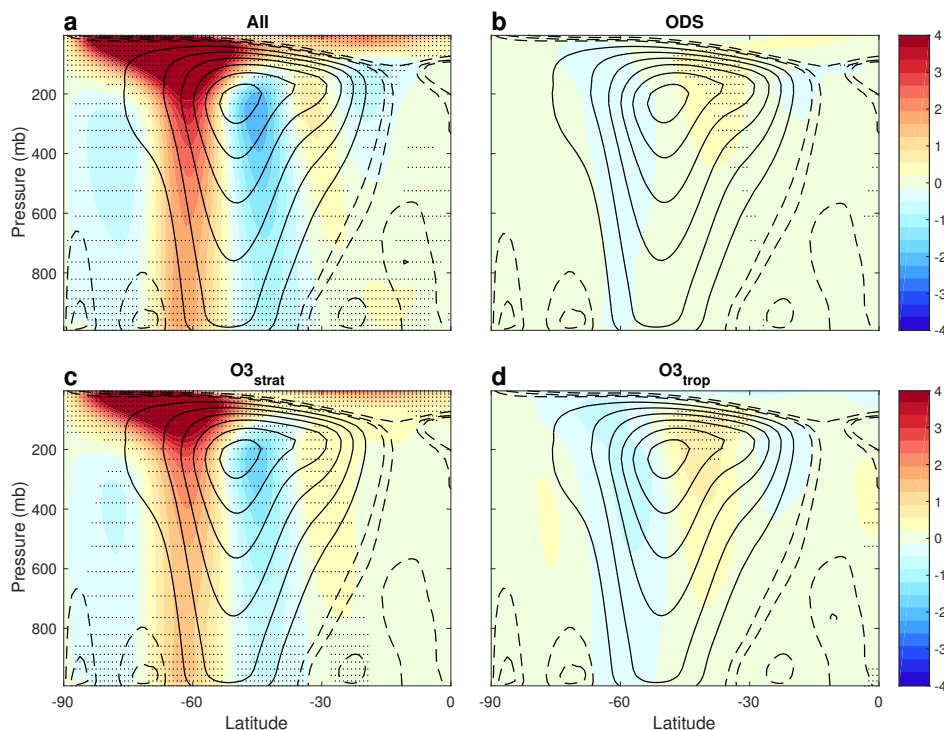 a All
b ODS
Pressure (mb)
200
400
600
800
4
3
2
1
0
-1
-2
-3
-4
c O3strat
d O3trop
Pressure (mb)
200
400
600
800
-90 -60 -30 0
Latitude
-90 -60 -30 0
Latitude
4
3
2
1
0
-1
-2
-3
-4